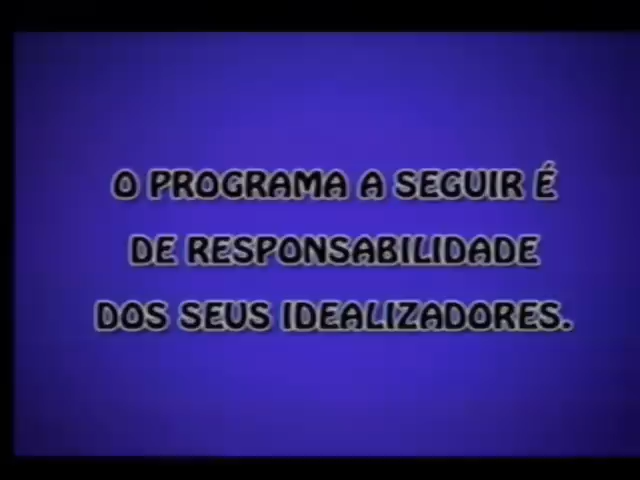 O PROGRAMA A SEGUIR É
DE RESPONSABILIDADE
DOS SEUS IDEALIZADORES.